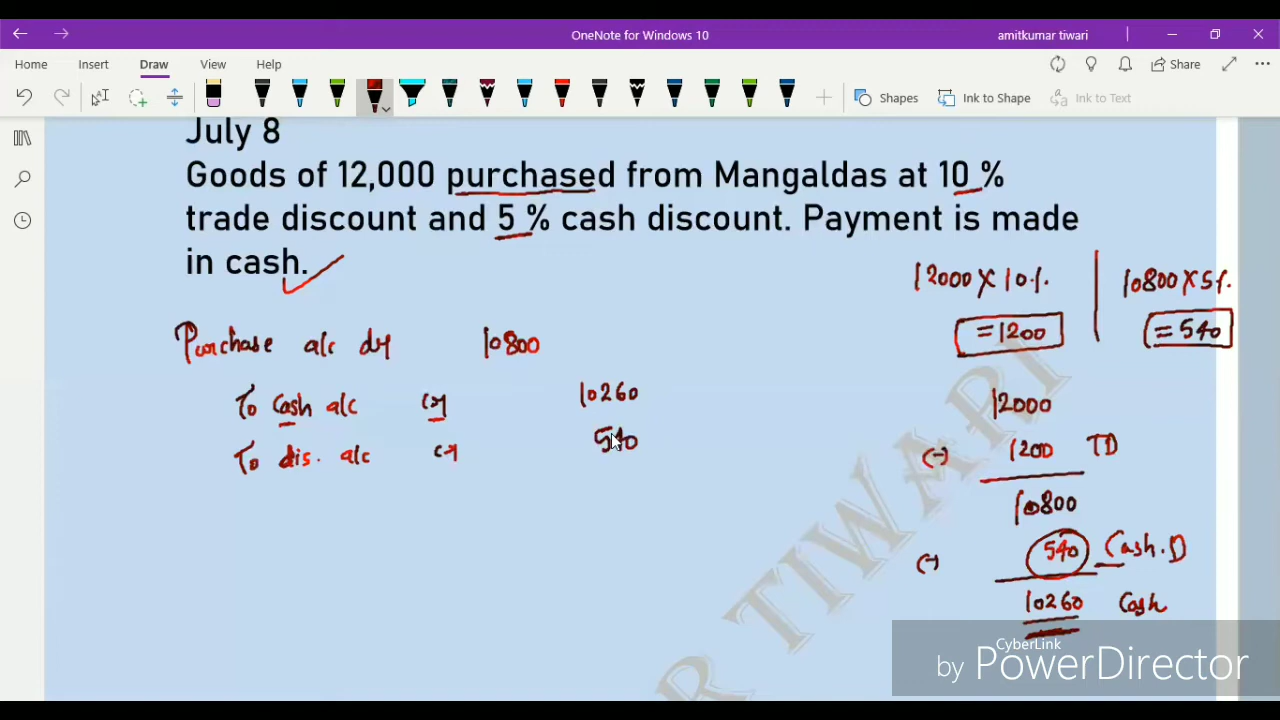 OneNote for Windows 10
amitkumar tiwari
Home Insert Draw View Help
Share
Shapes
Ink to Shape
Ink to Text
July 8
Goods of 12,000 purchased from Mangaldas at 10 %
trade discount and 5 % cash discount. Payment is made
in cash.
12000 X 10%
= 1200
10800 X 5%
= 540
Purchase a/c dr 10800
To Cash a/c cr 10260
To dis. a/c cr 540
12000
(-) 1200 TD
10800
(-) 540 Cash.D
10260 Cash
R TIWARI
CyberLink
by PowerDirector